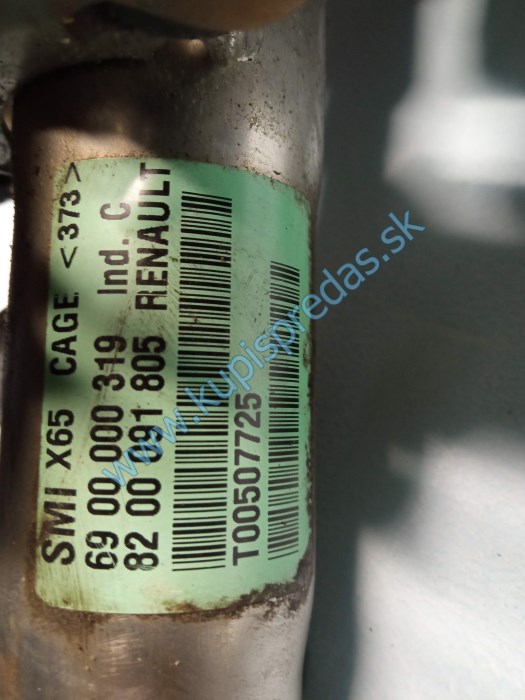 SMI X65 CAGE <373>
69 00 000 319 Ind. C
82 00 091 805 RENAULT
T00507725
www.kupispredas.sk